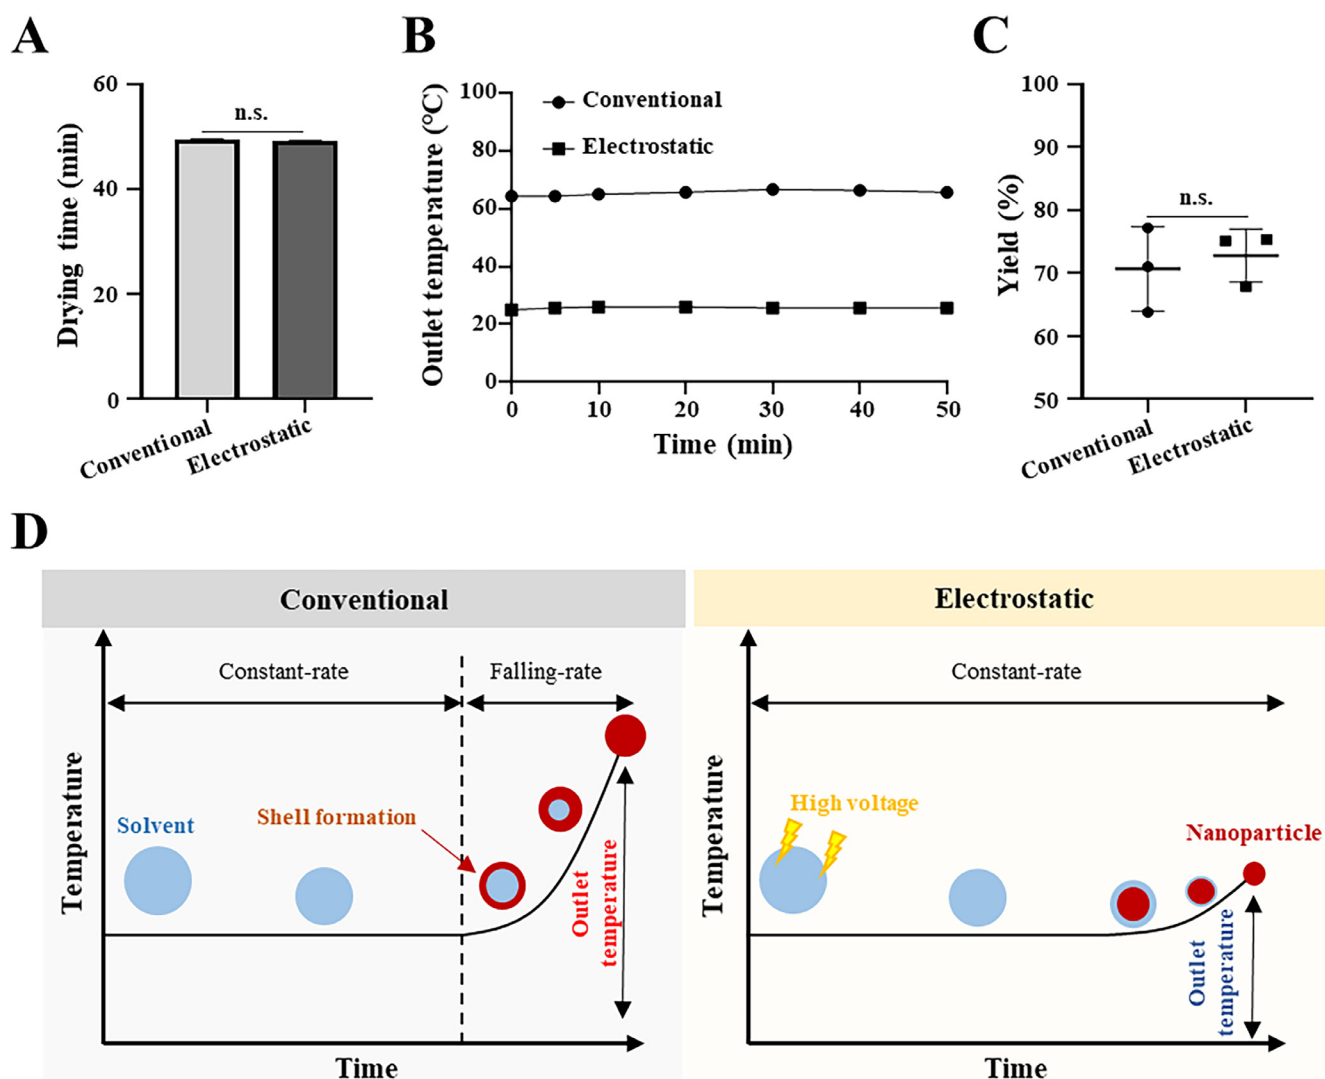 A
60
40
20
0
Drying time (min)
n.s.
Conventional
Electrostatic
B
100
80
60
40
20
0
Outlet temperature (°C)
Conventional
Electrostatic
0 10 20 30 40 50
Time (min)
C
100
90
80
70
60
50
Yield (%)
n.s.
Conventional
Electrostatic
D
Conventional
Constant-rate
Falling-rate
Temperature
Solvent
Shell formation
Outlet
temperature
Time
Electrostatic
Constant-rate
Temperature
High voltage
Nanoparticle
Outlet
temperature
Time